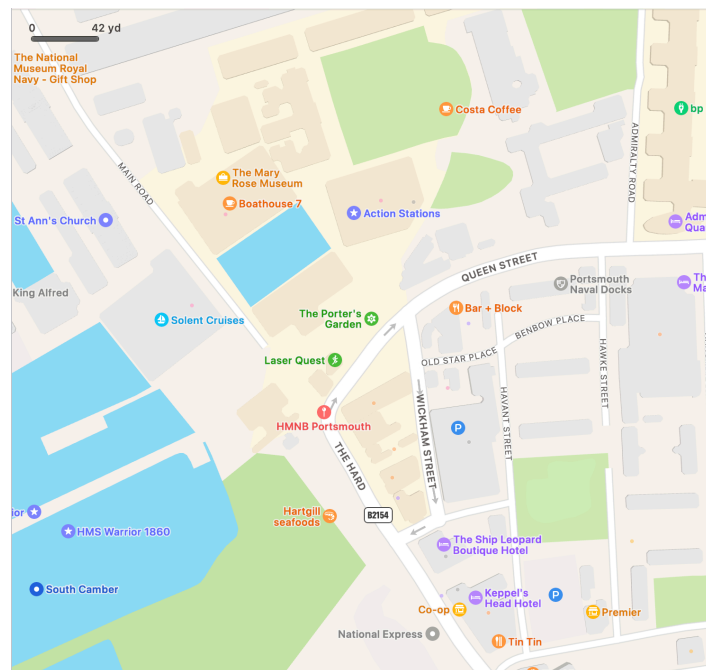 0 42 yd
The National
Museum Royal
Navy - Gift Shop
Costa Coffee
bp
ADMIRALTY ROAD
MAIN ROAD
The Mary
Rose Museum
Boathouse 7
St Ann's Church
Action Stations
Adm
Qua
QUEEN STREET
Portsmouth
Naval Docks
Th
Ma
King Alfred
Solent Cruises
The Porter's
Garden
Bar + Block
BENBOW PLACE
OLD STAR PLACE
HAWKE STREET
Laser Quest
HAVANT STREET
WICKHAM STREET
HMNB Portsmouth
P
THE HARD
B2154
Hartgill
seafoods
ior
HMS Warrior 1860
The Ship Leopard
Boutique Hotel
South Camber
Keppel's
Head Hotel
P
Co-op
Premier
National Express
Tin Tin